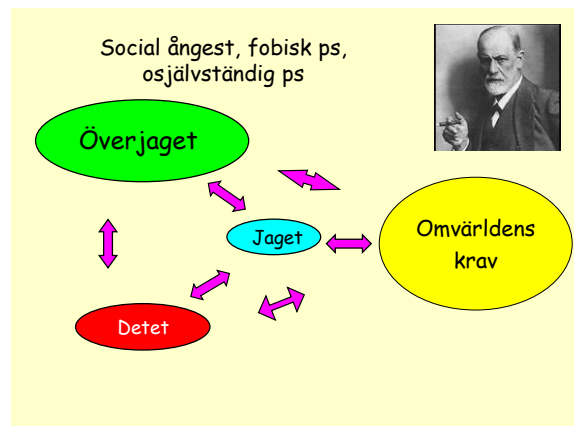 Social ångest, fobisk ps,
osjälvständig ps
Överjaget
Jaget
Omvärldens
krav
Detet